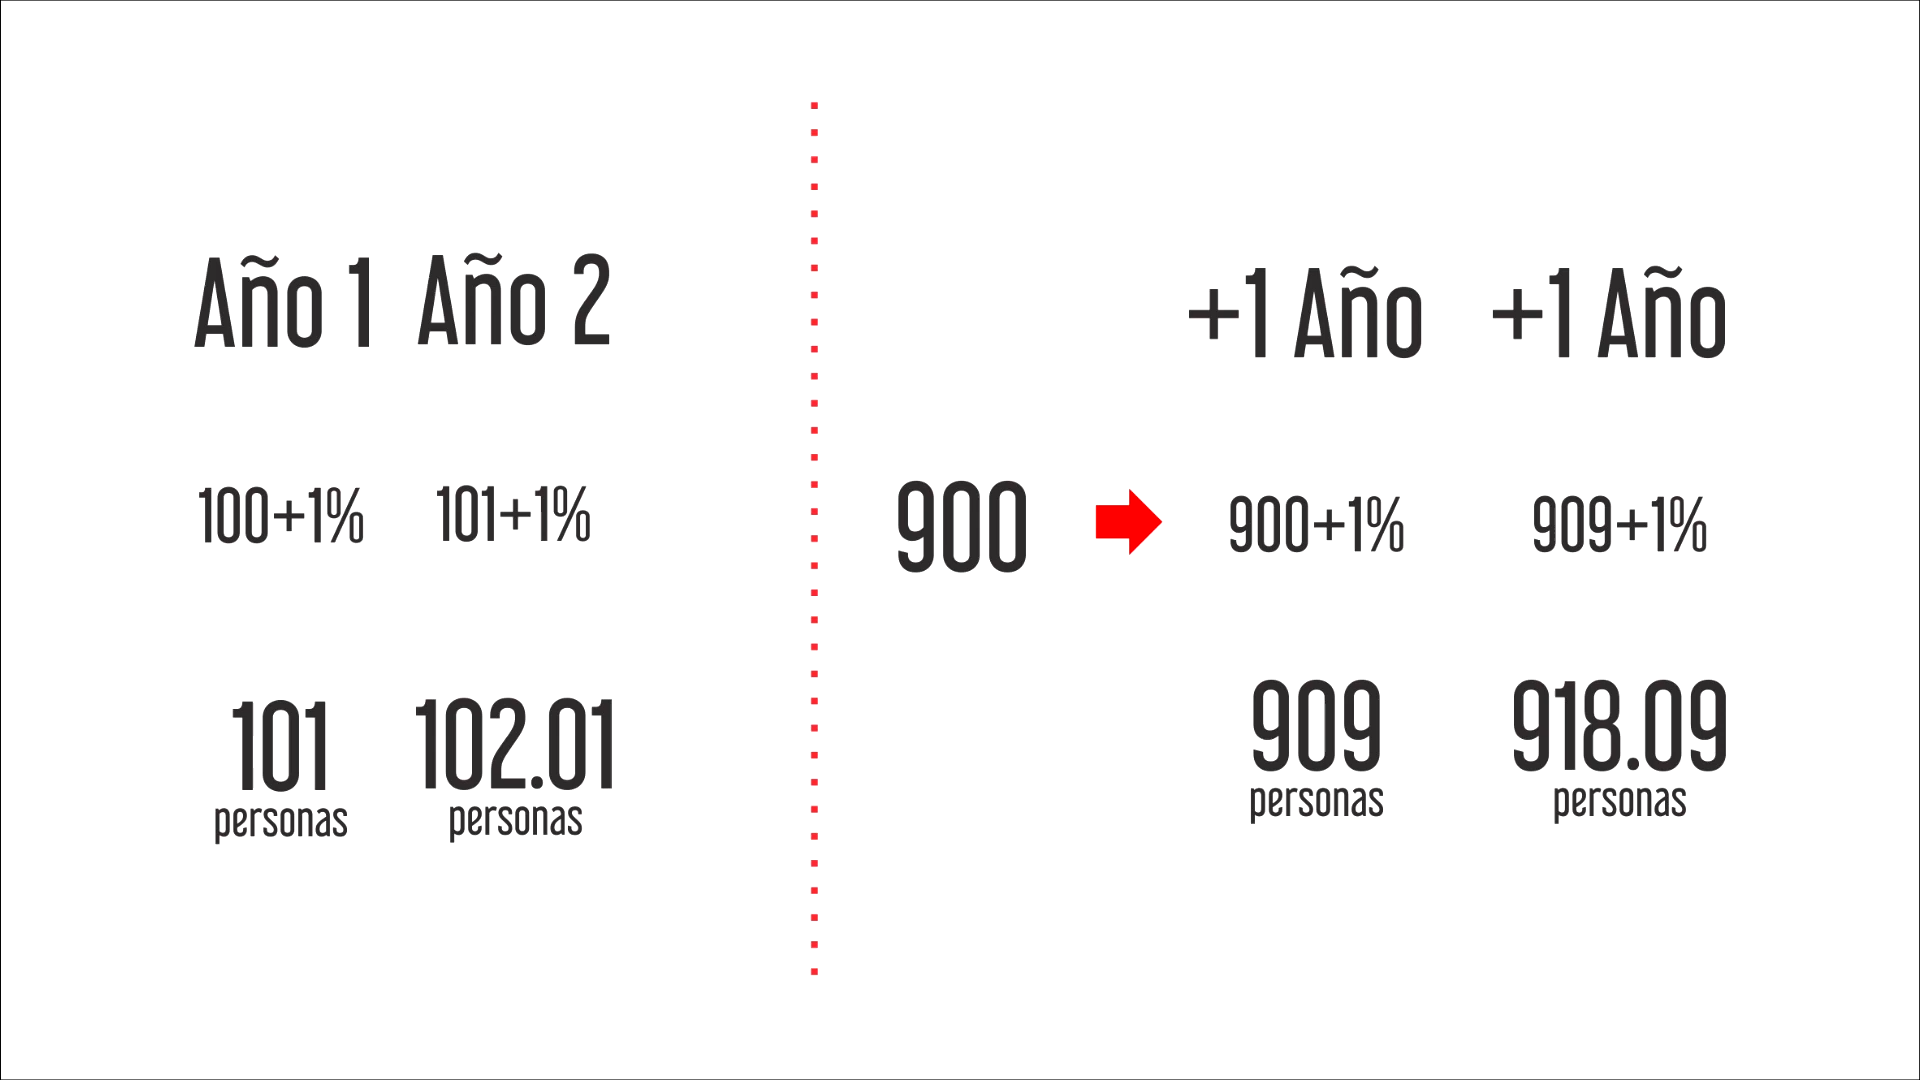 Año 1 Año 2
100+1% 101+1%
101 102.01
personas personas
+1 Año +1 Año
900 900+1% 909+1%
909 918.09
personas personas